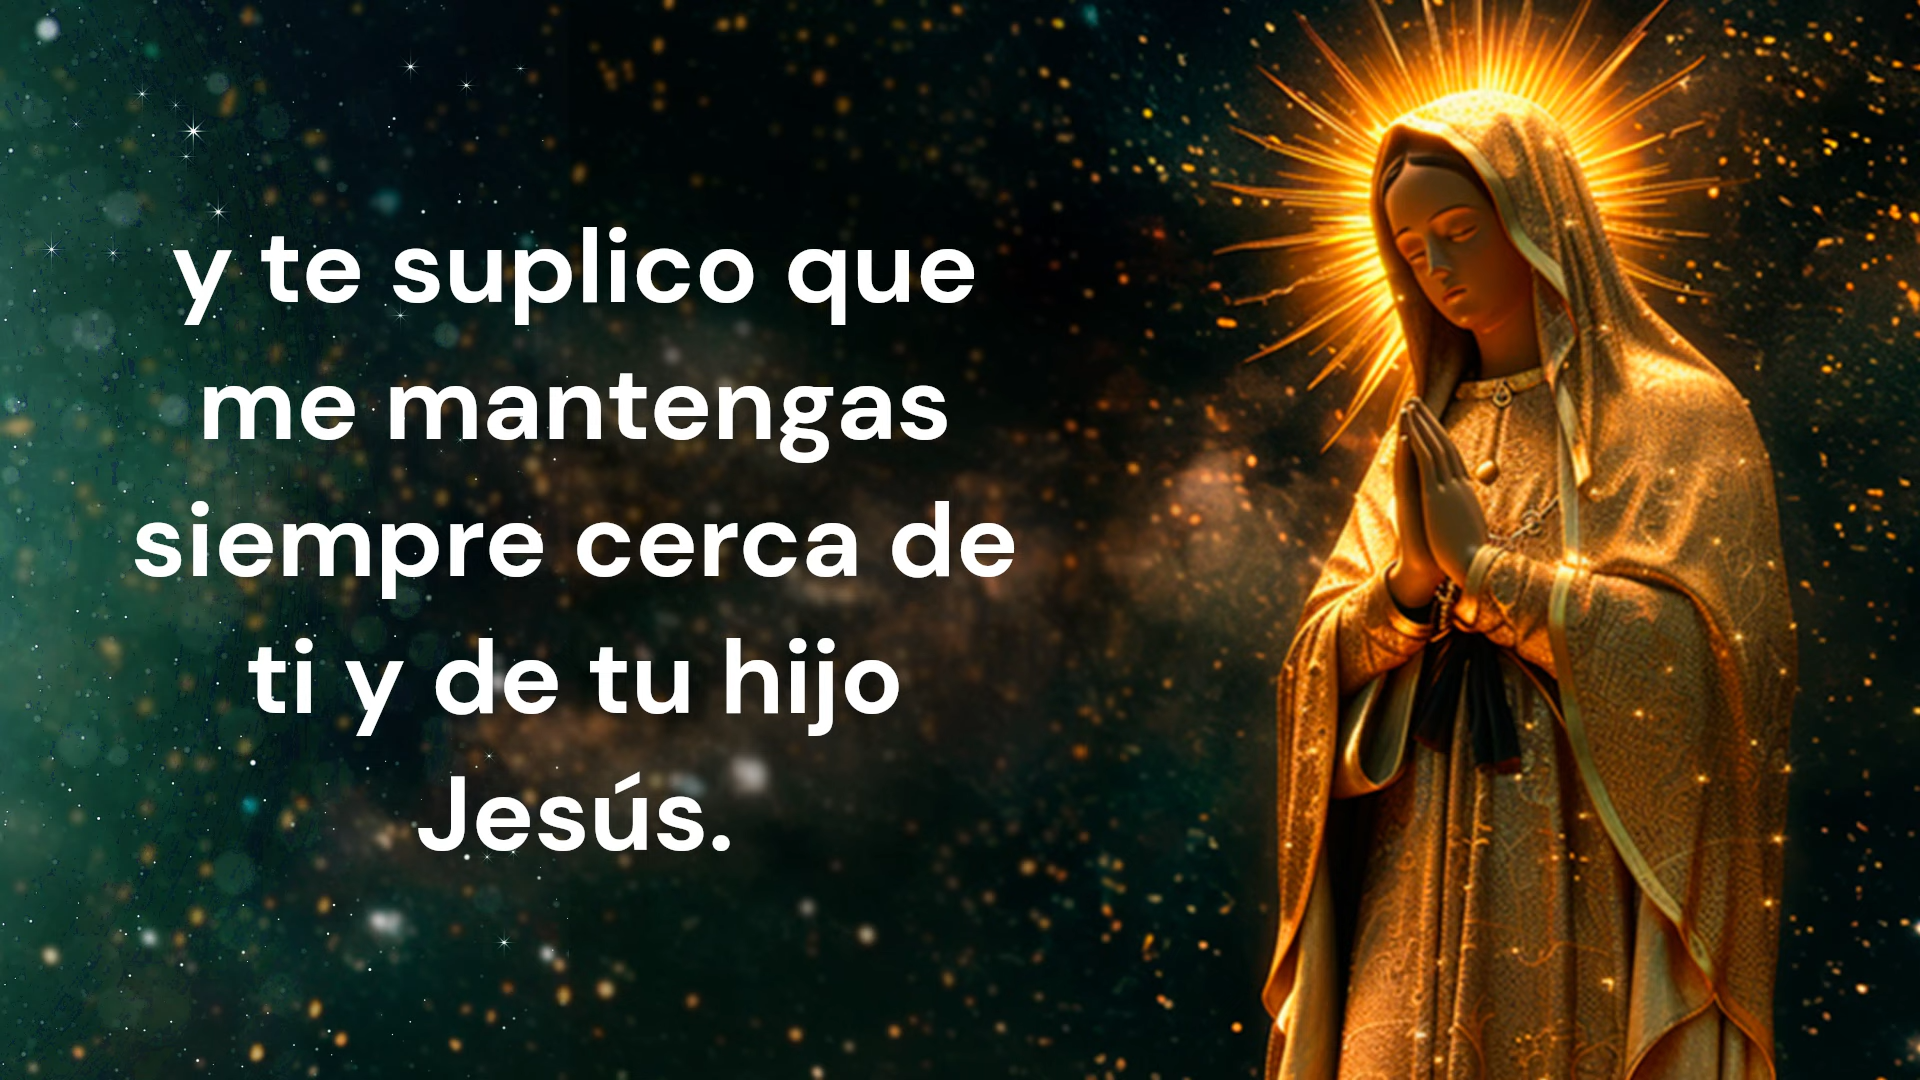 y te suplico que
me mantengas
siempre cerca de
ti y de tu hijo
Jesús.